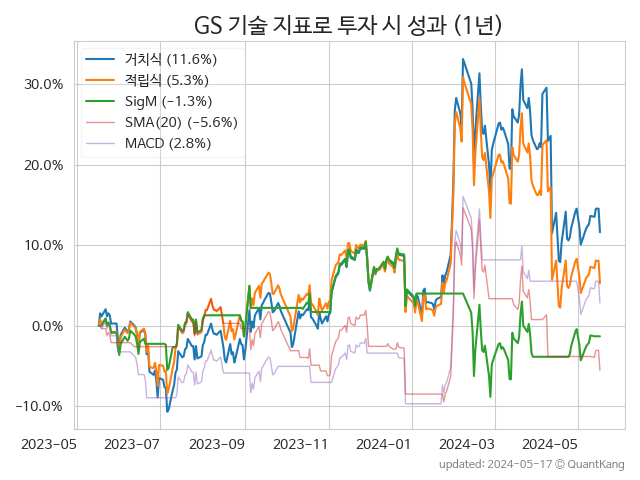 GS 기술 지표로 투자 시 성과 (1년)
거치식 (11.6%)
적립식 (5.3%)
SigM (−1.3%)
SMA(20) (−5.6%)
MACD (2.8%)
30.0%
20.0%
10.0%
0.0%
−10.0%
2023−05 2023−07 2023−09 2023−11 2024−01 2024−03 2024−05
updated: 2024-05-17 © QuantKang